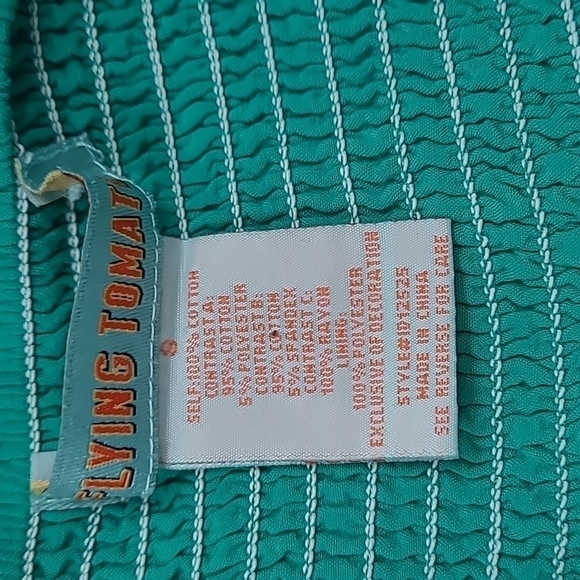 FLYING TOMAT
S
SELF:100% COTTON
CONTRAST A:
95% COTTON
5% POLYESTER
CONTRAST B:
95% COTTON
5% SPANDEX
CONTRAST C:
100% RAYON
LINING:
100% POLYESTER
EXCLUSIVE OF DECORATION
STYLE#ID12525
MADE IN CHINA
SEE REVERSE FOR CARE